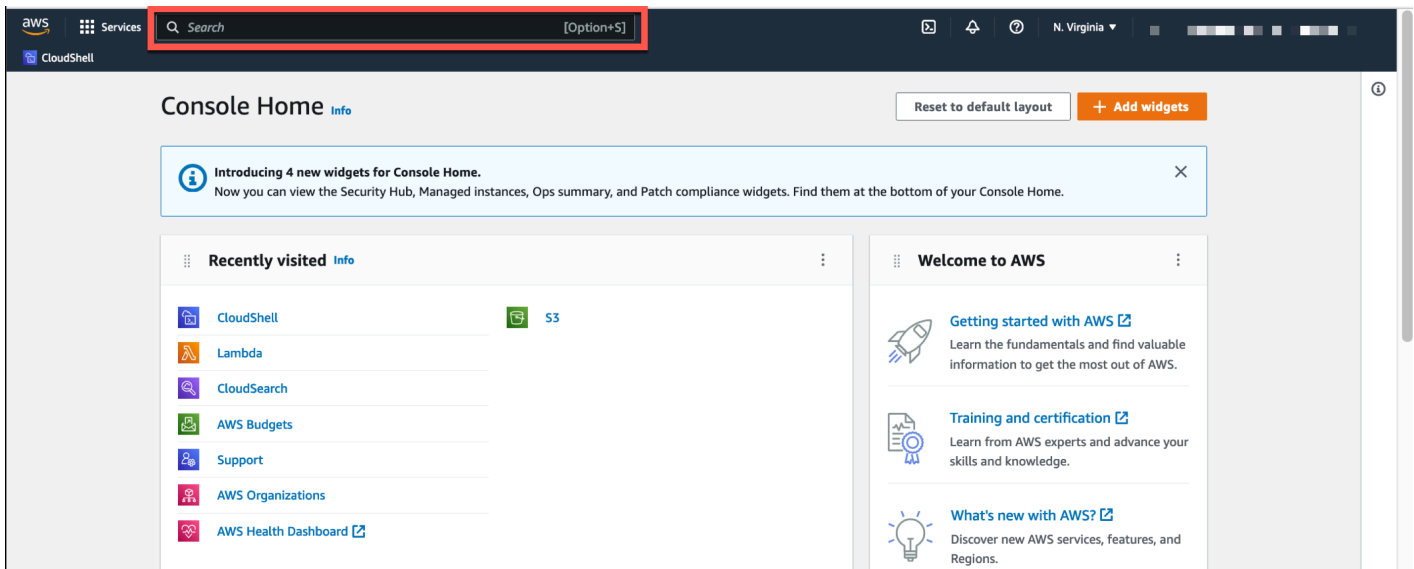 aws Services Search [Option+S] N. Virginia
CloudShell
Console Home Info
Reset to default layout
+ Add widgets
Introducing 4 new widgets for Console Home.
Now you can view the Security Hub, Managed instances, Ops summary, and Patch compliance widgets. Find them at the bottom of your Console Home.
Recently visited Info
CloudShell
Lambda
CloudSearch
AWS Budgets
Support
AWS Organizations
AWS Health Dashboard
S3
Welcome to AWS
Getting started with AWS
Learn the fundamentals and find valuable
information to get the most out of AWS.
Training and certification
Learn from AWS experts and advance your
skills and knowledge.
What's new with AWS?
Discover new AWS services, features, and
Regions.